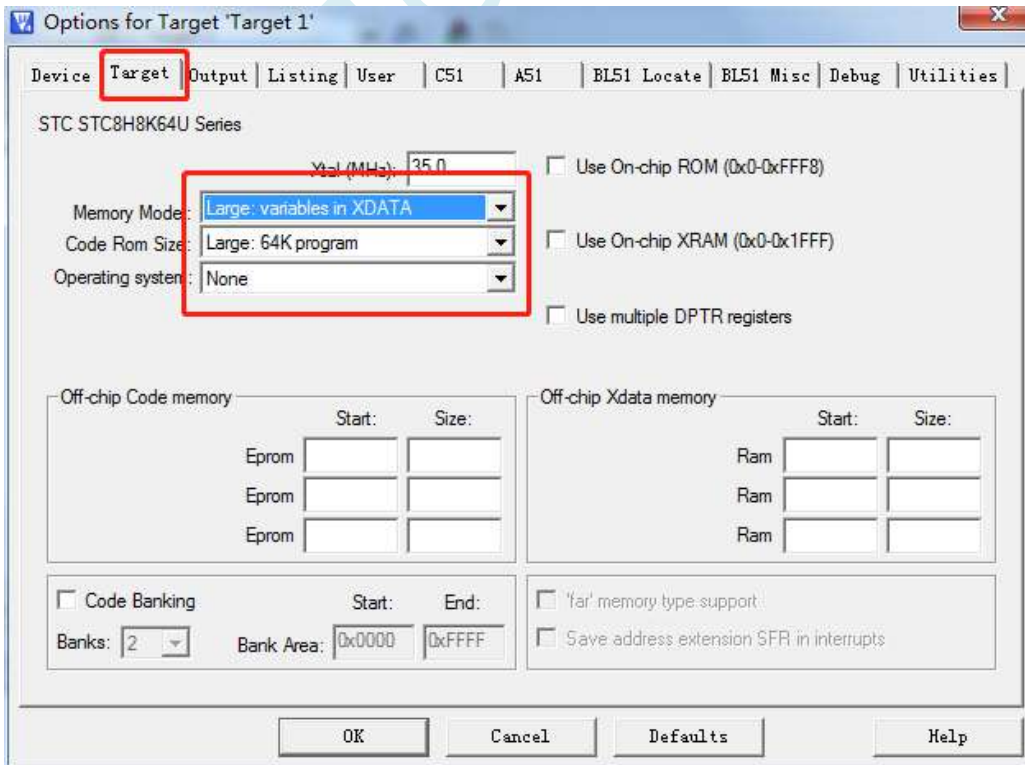 Options for Target 'Target 1'
Device Target Output Listing User C51 A51 BL51 Locate BL51 Misc Debug Utilities
STC STC8H8K64U Series
Xtal (MHz): 35.0
Use On-chip ROM (0x0-0xFFF8)
Memory Model: Large: variables in XDATA
Code Rom Size: Large: 64K program
Use On-chip XRAM (0x0-0x1FFF)
Operating system: None
Use multiple DPTR registers
Off-chip Code memory
Start: Size:
Eprom
Eprom
Eprom
Off-chip Xdata memory
Start: Size:
Ram
Ram
Ram
Code Banking Start: End:
Banks: 2 Bank Area: 0x0000 0xFFFF
'far' memory type support
Save address extension SFR in interrupts
OK Cancel Defaults Help